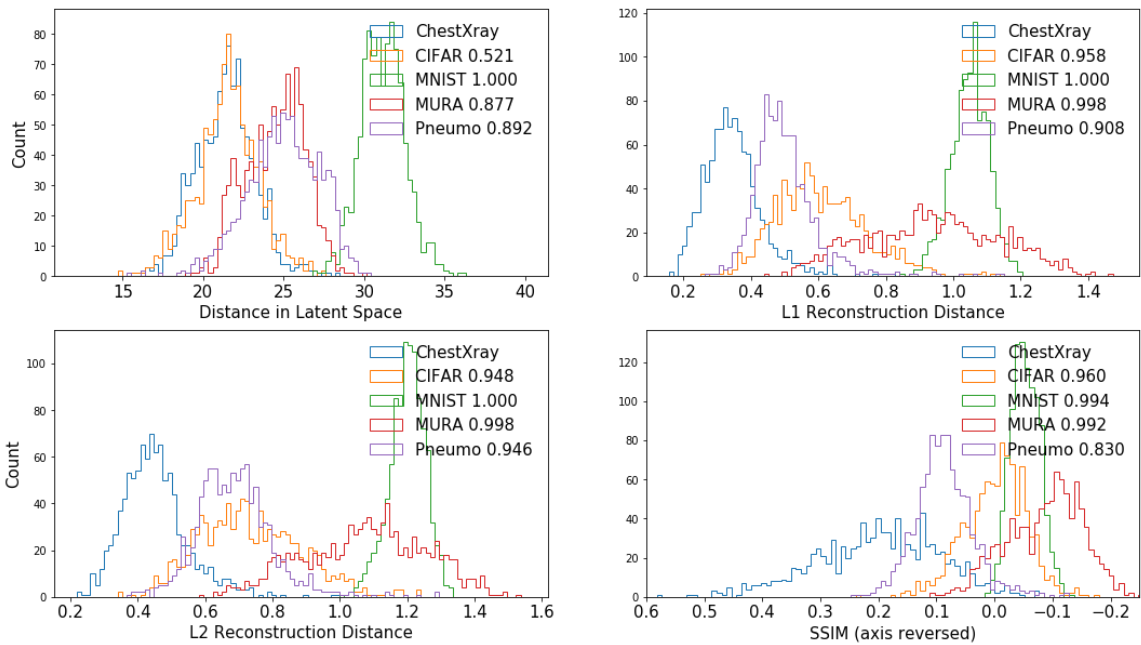 80
70
60
50
40
30
20
10
0
Count
ChestXray
CIFAR 0.521
MNIST 1.000
MURA 0.877
Pneumo 0.892
15 20 25 30 35 40
Distance in Latent Space
120
100
80
60
40
20
0
ChestXray
CIFAR 0.958
MNIST 1.000
MURA 0.998
Pneumo 0.908
0.2 0.4 0.6 0.8 1.0 1.2 1.4
L1 Reconstruction Distance
100
80
60
40
20
0
Count
ChestXray
CIFAR 0.948
MNIST 1.000
MURA 0.998
Pneumo 0.946
0.2 0.4 0.6 0.8 1.0 1.2 1.4 1.6
L2 Reconstruction Distance
120
100
80
60
40
20
0
ChestXray
CIFAR 0.960
MNIST 0.994
MURA 0.992
Pneumo 0.830
0.6 0.5 0.4 0.3 0.2 0.1 0.0 −0.1 −0.2
SSIM (axis reversed)